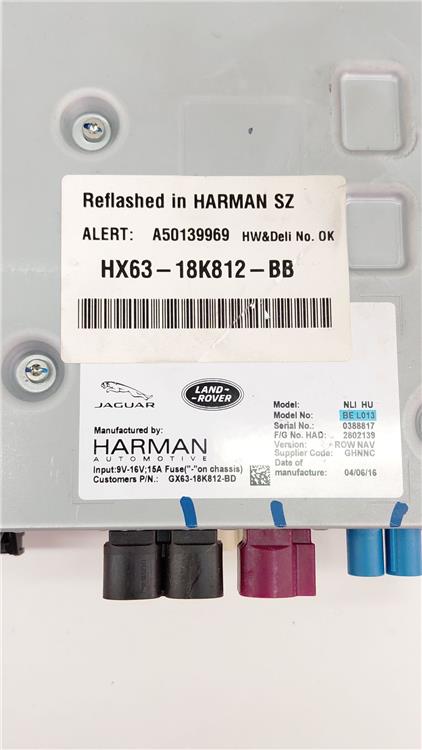 Reflashed in HARMAN SZ
ALERT: A50139969 HW&Deli No. OK
HX63-18K812-BB
JAGUAR
LAND-
ROVER
Manufactured by:
HARMAN
AUTOMOTIVE
Input:9V-16V;15A Fuse("-"on chassis)
Customers P/N.: GX63-18K812-BD
Model: NLI HU
Model No: BE L013
Serial No.: 0388817
F/G No. HAD: 2802139
Version: ROW NAV
Supplier Code: GHNNC
Date of
manufacture: 04/06/16